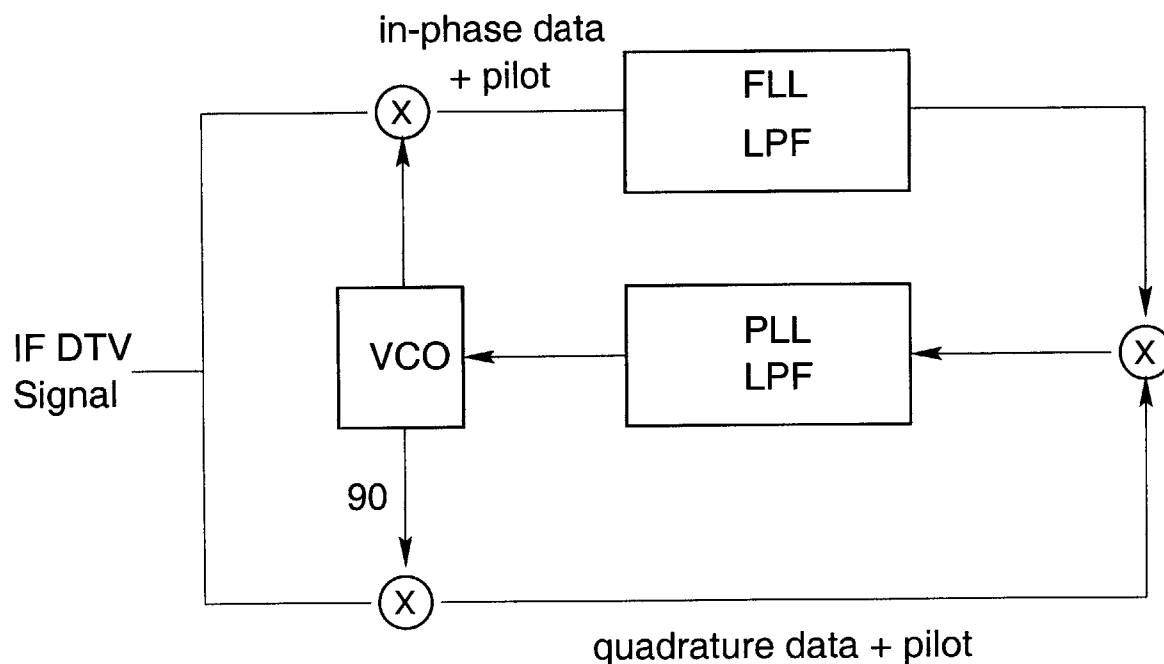 in-phase data
+ pilot
X
FLL
LPF
IF DTV
Signal
VCO
PLL
LPF
X
90
X
quadrature data + pilot